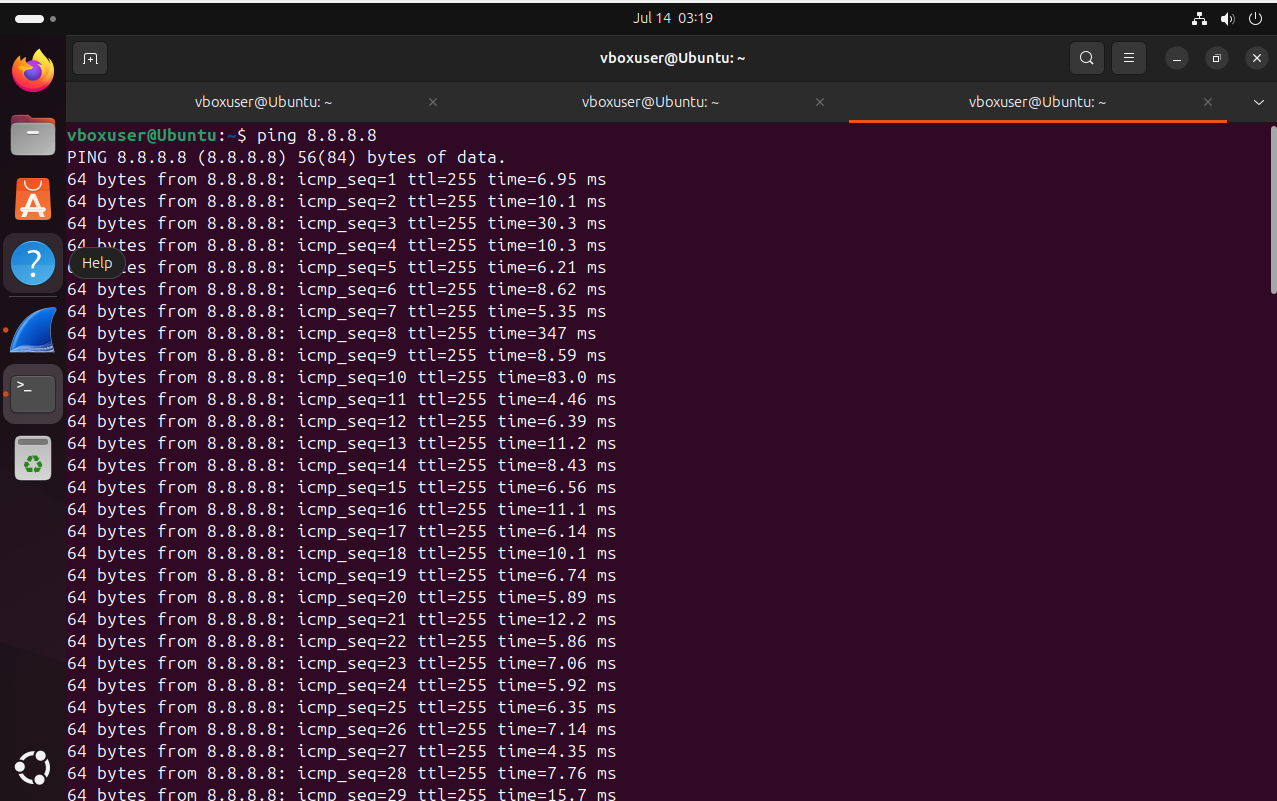 Jul 14 03:19
vboxuser@Ubuntu: ~
vboxuser@Ubuntu: ~
vboxuser@Ubuntu: ~
vboxuser@Ubuntu: ~
vboxuser@Ubuntu:~$ ping 8.8.8.8
PING 8.8.8.8 (8.8.8.8) 56(84) bytes of data.
64 bytes from 8.8.8.8: icmp_seq=1 ttl=255 time=6.95 ms
64 bytes from 8.8.8.8: icmp_seq=2 ttl=255 time=10.1 ms
64 bytes from 8.8.8.8: icmp_seq=3 ttl=255 time=30.3 ms
64 bytes from 8.8.8.8: icmp_seq=4 ttl=255 time=10.3 ms
Help
64 bytes from 8.8.8.8: icmp_seq=5 ttl=255 time=6.21 ms
64 bytes from 8.8.8.8: icmp_seq=6 ttl=255 time=8.62 ms
64 bytes from 8.8.8.8: icmp_seq=7 ttl=255 time=5.35 ms
64 bytes from 8.8.8.8: icmp_seq=8 ttl=255 time=347 ms
64 bytes from 8.8.8.8: icmp_seq=9 ttl=255 time=8.59 ms
64 bytes from 8.8.8.8: icmp_seq=10 ttl=255 time=83.0 ms
64 bytes from 8.8.8.8: icmp_seq=11 ttl=255 time=4.46 ms
64 bytes from 8.8.8.8: icmp_seq=12 ttl=255 time=6.39 ms
64 bytes from 8.8.8.8: icmp_seq=13 ttl=255 time=11.2 ms
64 bytes from 8.8.8.8: icmp_seq=14 ttl=255 time=8.43 ms
64 bytes from 8.8.8.8: icmp_seq=15 ttl=255 time=6.56 ms
64 bytes from 8.8.8.8: icmp_seq=16 ttl=255 time=11.1 ms
64 bytes from 8.8.8.8: icmp_seq=17 ttl=255 time=6.14 ms
64 bytes from 8.8.8.8: icmp_seq=18 ttl=255 time=10.1 ms
64 bytes from 8.8.8.8: icmp_seq=19 ttl=255 time=6.74 ms
64 bytes from 8.8.8.8: icmp_seq=20 ttl=255 time=5.89 ms
64 bytes from 8.8.8.8: icmp_seq=21 ttl=255 time=12.2 ms
64 bytes from 8.8.8.8: icmp_seq=22 ttl=255 time=5.86 ms
64 bytes from 8.8.8.8: icmp_seq=23 ttl=255 time=7.06 ms
64 bytes from 8.8.8.8: icmp_seq=24 ttl=255 time=5.92 ms
64 bytes from 8.8.8.8: icmp_seq=25 ttl=255 time=6.35 ms
64 bytes from 8.8.8.8: icmp_seq=26 ttl=255 time=7.14 ms
64 bytes from 8.8.8.8: icmp_seq=27 ttl=255 time=4.35 ms
64 bytes from 8.8.8.8: icmp_seq=28 ttl=255 time=7.76 ms
64 bytes from 8.8.8.8: icmp_seq=29 ttl=255 time=15.7 ms